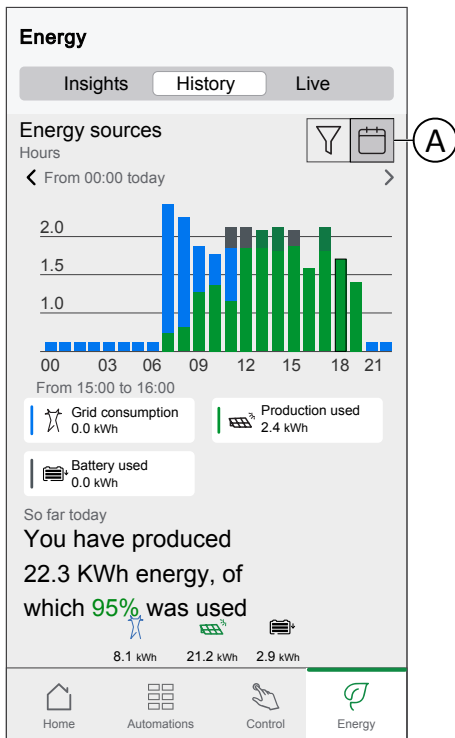 Energy
Insights History Live
Energy sources
Hours
A
From 00:00 today
2.0
1.5
1.0
00 03 06 09 12 15 18 21
From 15:00 to 16:00
Grid consumption
0.0 kWh
Production used
2.4 kWh
Battery used
0.0 kWh
So far today
You have produced
22.3 KWh energy, of
which 95% was used
8.1 kWh 21.2 kWh 2.9 kWh
Home Automations Control Energy